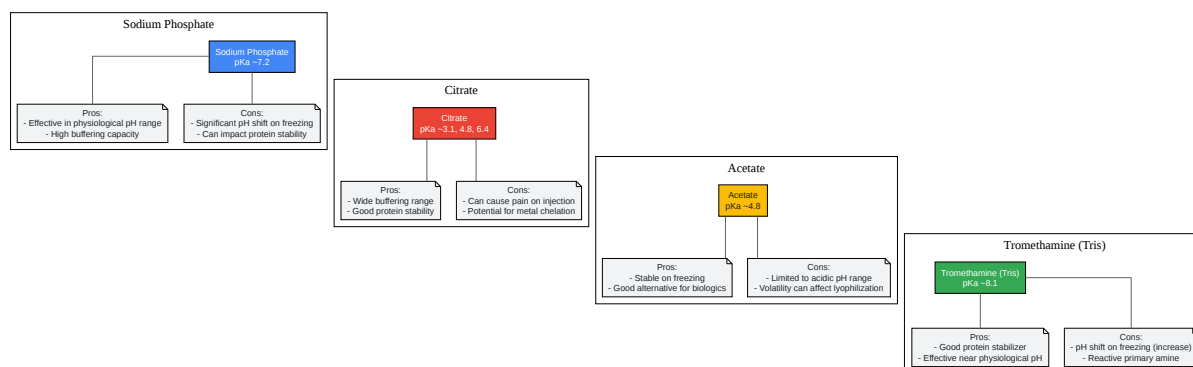 Sodium Phosphate
Sodium Phosphate
pKa ~7.2
Pros:
- Effective in physiological pH range
- High buffering capacity
Cons:
- Significant pH shift on freezing
- Can impact protein stability
Citrate
Citrate
pKa ~3.1, 4.8, 6.4
Pros:
- Wide buffering range
- Good protein stability
Cons:
- Can cause pain on injection
- Potential for metal chelation
Acetate
Acetate
pKa ~4.8
Pros:
- Stable on freezing
- Good alternative for biologics
Cons:
- Limited to acidic pH range
- Volatility can affect lyophilization
Tromethamine (Tris)
Tromethamine (Tris)
pKa ~8.1
Pros:
- Good protein stabilizer
- Effective near physiological pH
Cons:
- pH shift on freezing (increase)
- Reactive primary amine